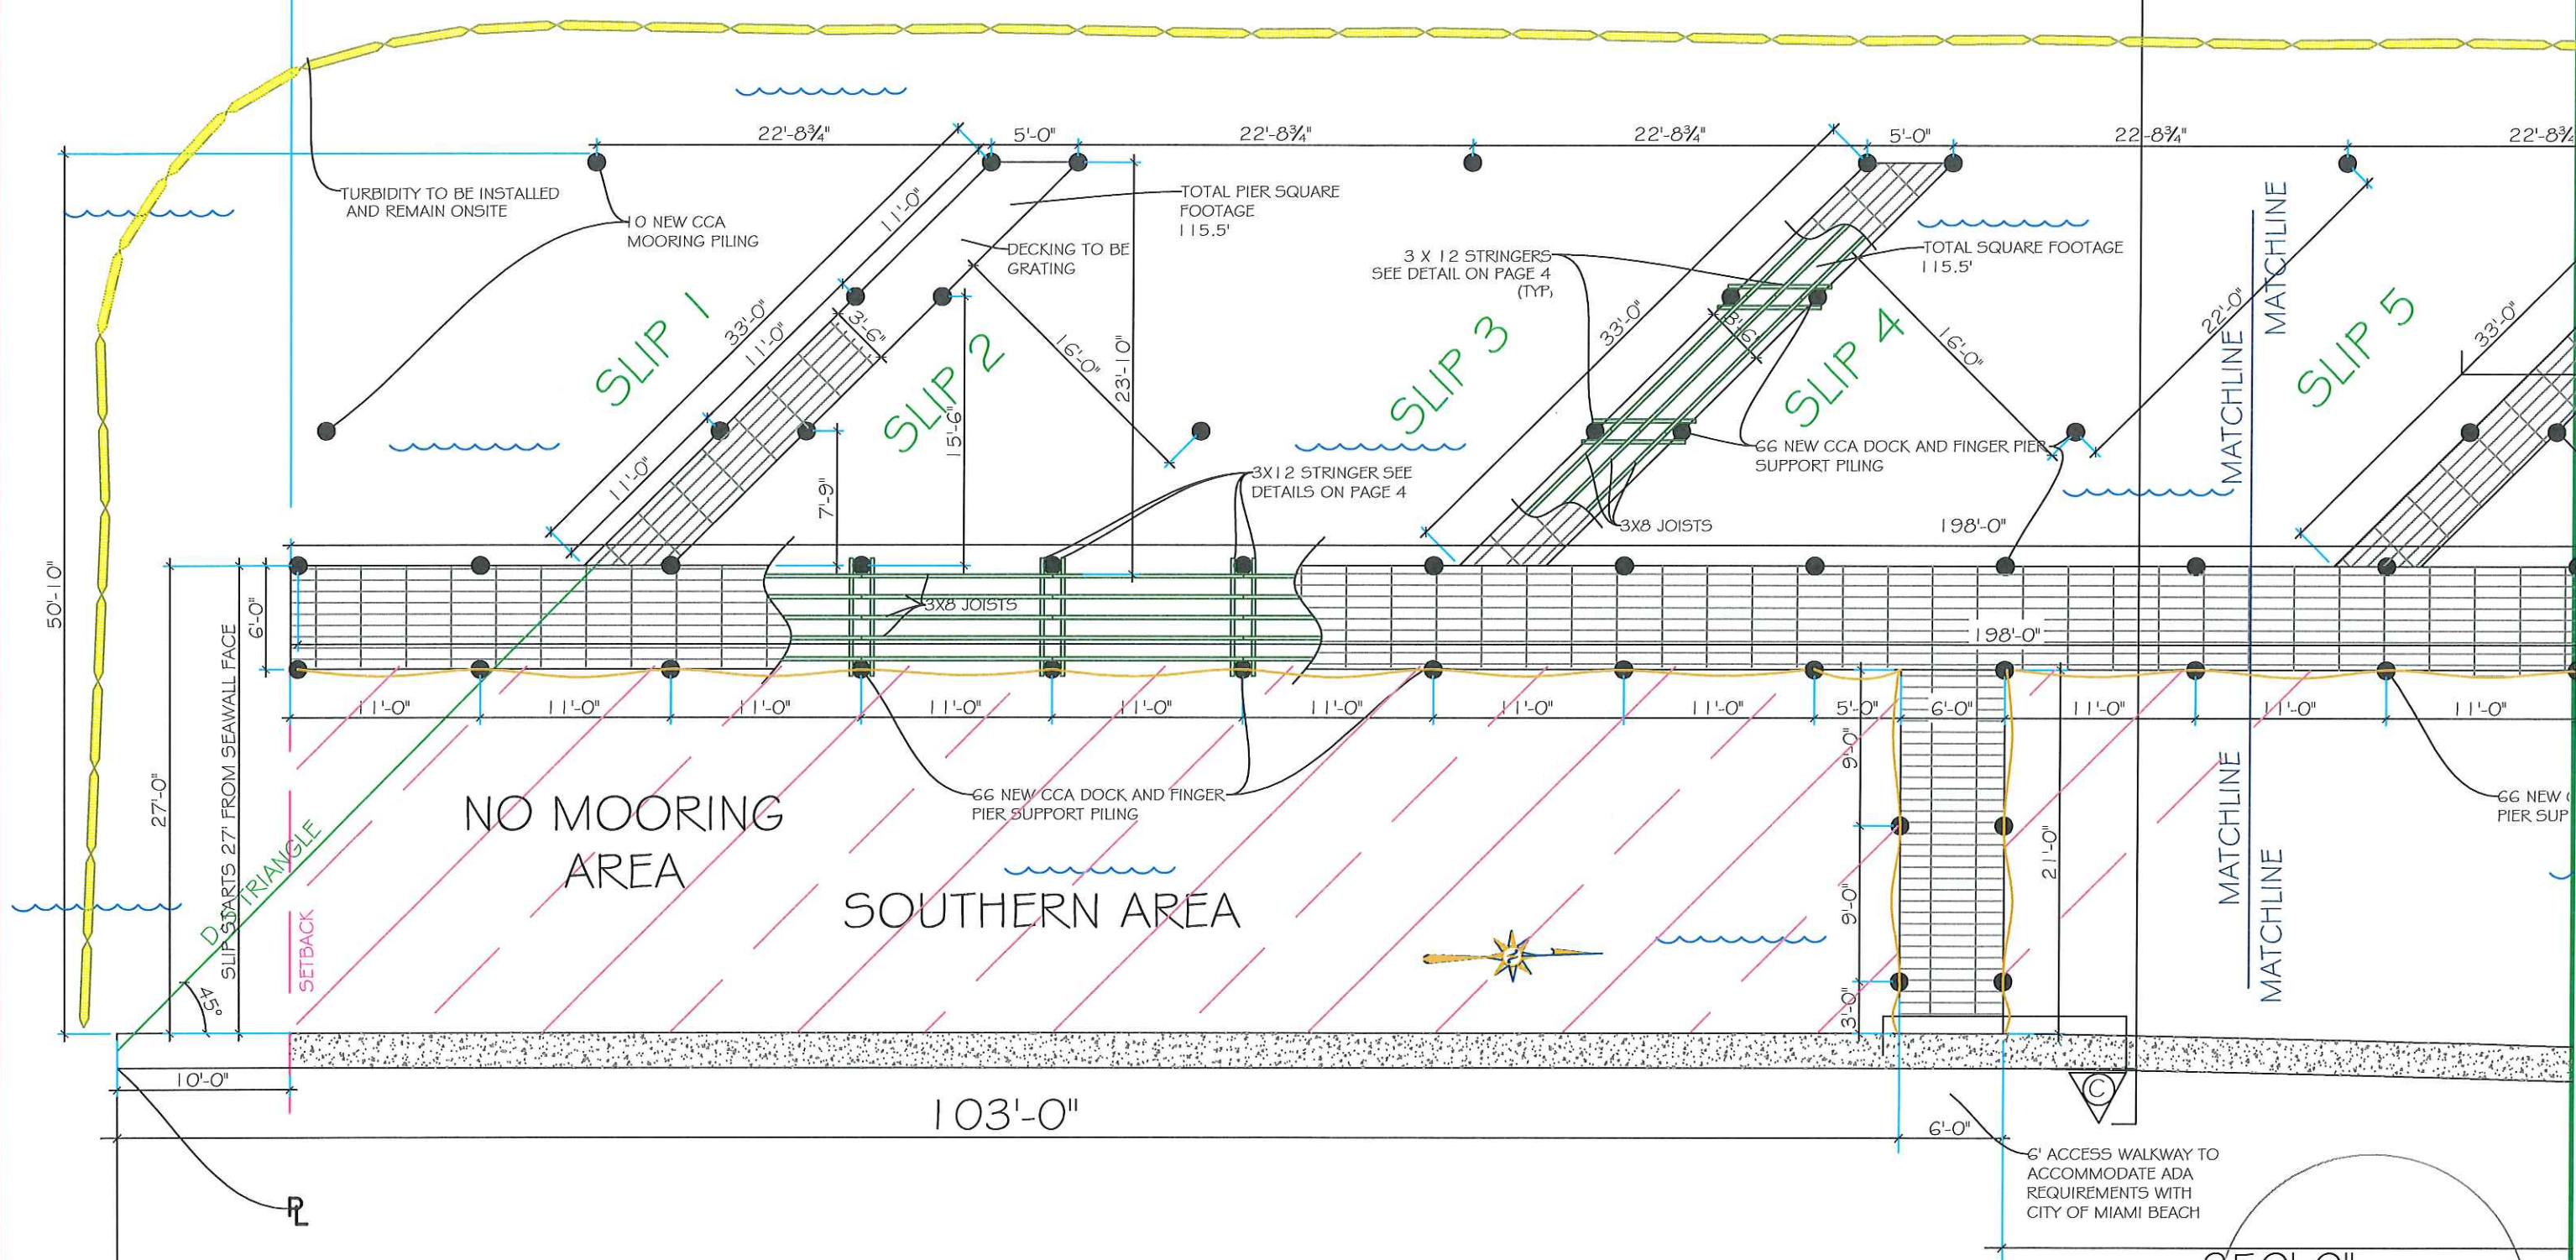 22'-8¾"
5'-0"
22'-8¾"
22'-8¾"
5'-0"
22'-8¾"
TURBIDITY TO BE INSTALLED
AND REMAIN ONSITE
10 NEW CCA
MOORING PILING
11'-0"
TOTAL PIER SQUARE
FOOTAGE
115.5'
DECKING TO BE
GRATING
3 X 12 STRINGERS
SEE DETAIL ON PAGE 4
(TYP)
TOTAL SQUARE FOOTAGE
115.5'
MATCHLINE
MATCHLINE
SLIP 1
33'-0"
11'-0"
3'-6"
SLIP 2
16'-0"
23'-10"
15'-6"
7'-9"
11'-0"
SLIP 3
33'-0"
3'-6"
SLIP 4
16'-0"
22'-0"
SLIP 5
33'-0"
66 NEW CCA DOCK AND FINGER PIER
SUPPORT PILING
3X12 STRINGER SEE
DETAILS ON PAGE 4
3X8 JOISTS
198'-0"
50'-10"
6'-0"
3X8 JOISTS
198'-0"
11'-0"
11'-0"
11'-0"
11'-0"
11'-0"
11'-0"
11'-0"
11'-0"
5'-0"
6'-0"
11'-0"
11'-0"
11'-0"
27'-0"
SLIP STARTS 27' FROM SEAWALL FACE
9'-0"
66 NEW CCA DOCK AND FINGER
PIER SUPPORT PILING
66 NEW
PIER SUP
NO MOORING
AREA
SOUTHERN AREA
D-5 TRIANGLE
SETBACK
45°
9'-0"
3'-0"
21'-0"
MATCHLINE
MATCHLINE
10'-0"
103'-0"
C
6'-0"
6' ACCESS WALKWAY TO
ACCOMMODATE ADA
REQUIREMENTS WITH
CITY OF MIAMI BEACH
PL